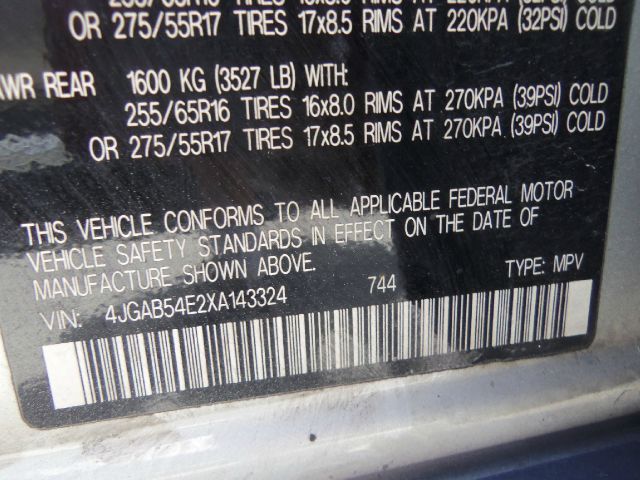 OR 275/55R17 TIRES 17x8.5 RIMS AT 220KPA (32PSI) COLD
REAR 1600 KG (3527 LB) WITH:
255/65R16 TIRES 16x8.0 RIMS AT 270KPA (39PSI) COLD
OR 275/55R17 TIRES 17x8.5 RIMS AT 270KPA (39PSI) COLD
THIS VEHICLE CONFORMS TO ALL APPLICABLE FEDERAL MOTOR
VEHICLE SAFETY STANDARDS IN EFFECT ON THE DATE OF
MANUFACTURE SHOWN ABOVE.
VIN: 4JGAB54E2XA143324 744 TYPE: MPV